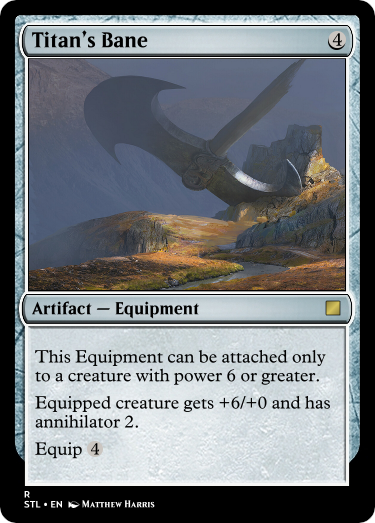 Titan's Bane 4
Artifact — Equipment
This Equipment can be attached only
to a creature with power 6 or greater.
Equipped creature gets +6/+0 and has
annihilator 2.
Equip 4
R
STL • EN Matthew Harris